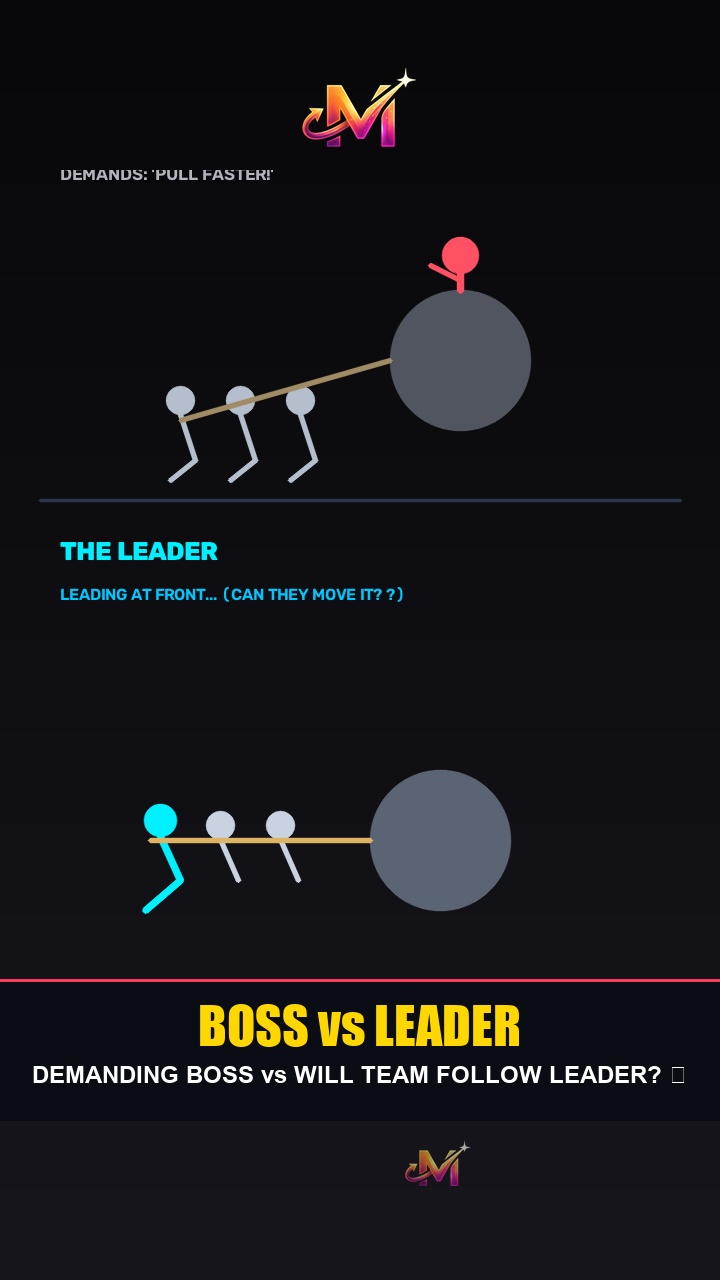 M
DEMANDS: 'PULL FASTER!'
THE LEADER
LEADING AT FRONT... (CAN THEY MOVE IT? ?)
BOSS vs LEADER
DEMANDING BOSS vs WILL TEAM FOLLOW LEADER?
M